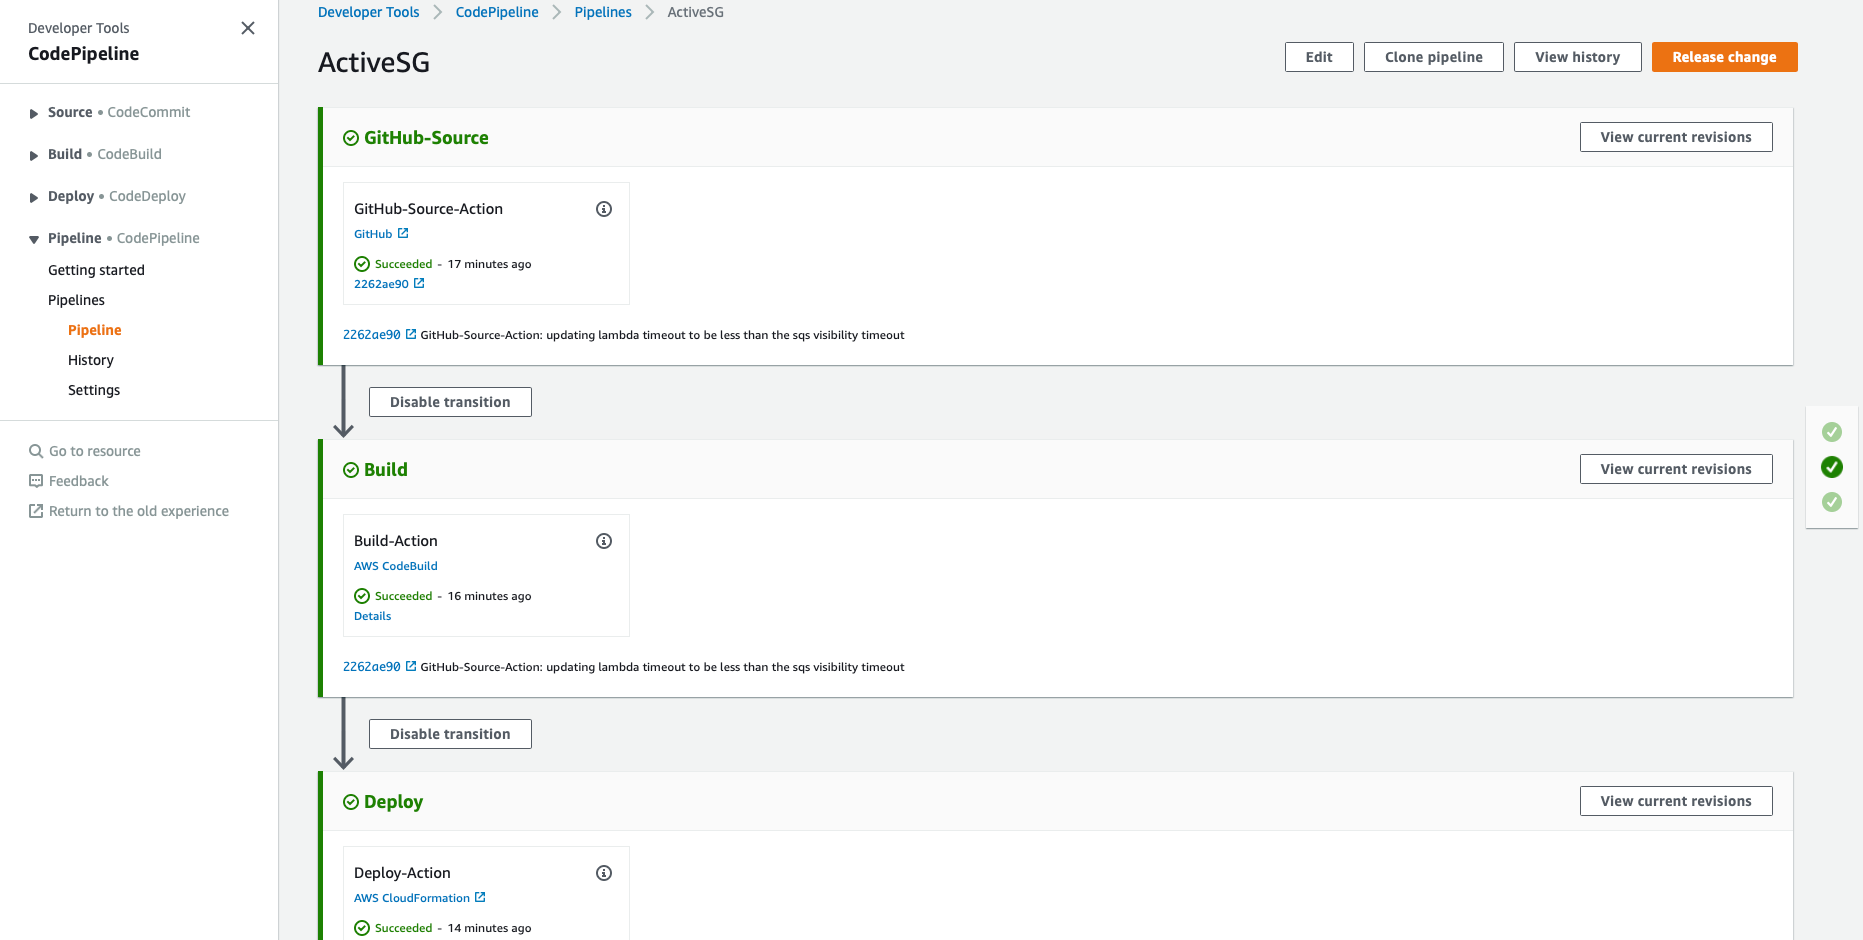 Developer Tools
CodePipeline
Source • CodeCommit
Build • CodeBuild
Deploy • CodeDeploy
Pipeline • CodePipeline
Getting started
Pipelines
Pipeline
History
Settings
Go to resource
Feedback
Return to the old experience
Developer Tools > CodePipeline > Pipelines > ActiveSG
ActiveSG
Edit
Clone pipeline
View history
Release change
GitHub-Source
View current revisions
GitHub-Source-Action
GitHub
Succeeded - 17 minutes ago
2262ae90
2262ae90 GitHub-Source-Action: updating lambda timeout to be less than the sqs visibility timeout
Disable transition
Build
View current revisions
Build-Action
AWS CodeBuild
Succeeded - 16 minutes ago
Details
2262ae90 GitHub-Source-Action: updating lambda timeout to be less than the sqs visibility timeout
Disable transition
Deploy
View current revisions
Deploy-Action
AWS CloudFormation
Succeeded - 14 minutes ago